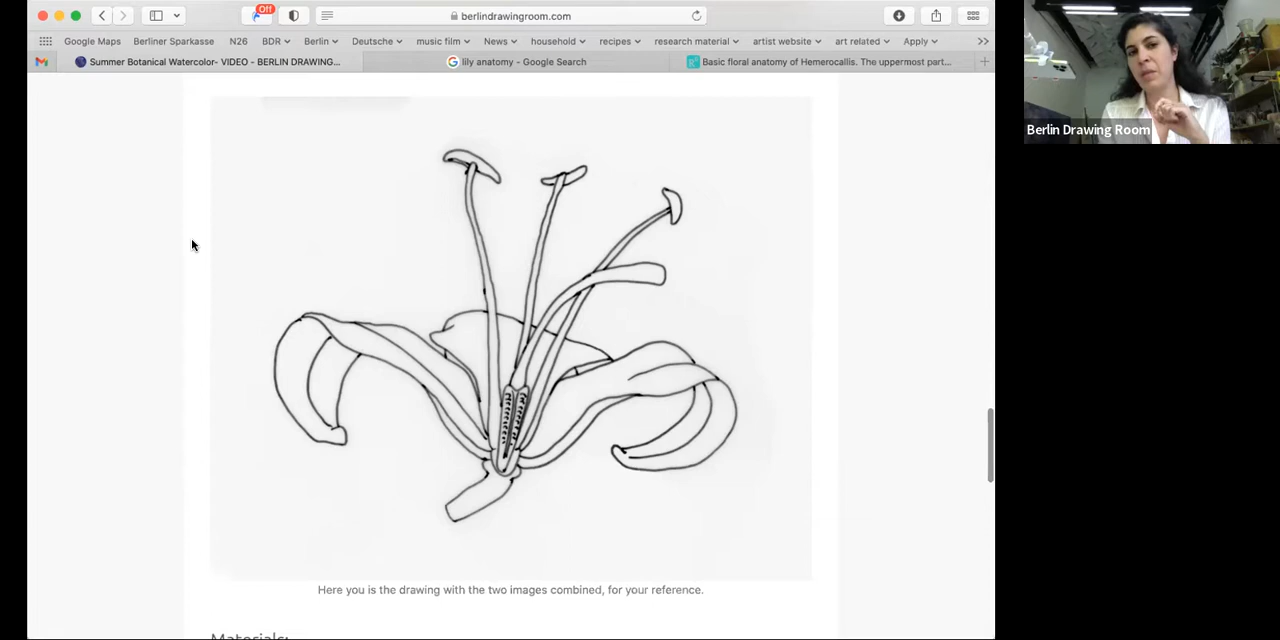 Off
berlindrawingroom.com
Google Maps Berliner Sparkasse N26 BDR Berlin Deutsche music film News household recipes research material artist website art related Apply
Summer Botanical Watercolor- VIDEO - BERLIN DRAWING... lily anatomy - Google Search Basic floral anatomy of Hemerocallis. The uppermost part...
Berlin Drawing Room
Here you is the drawing with the two images combined, for your reference.
Materials: